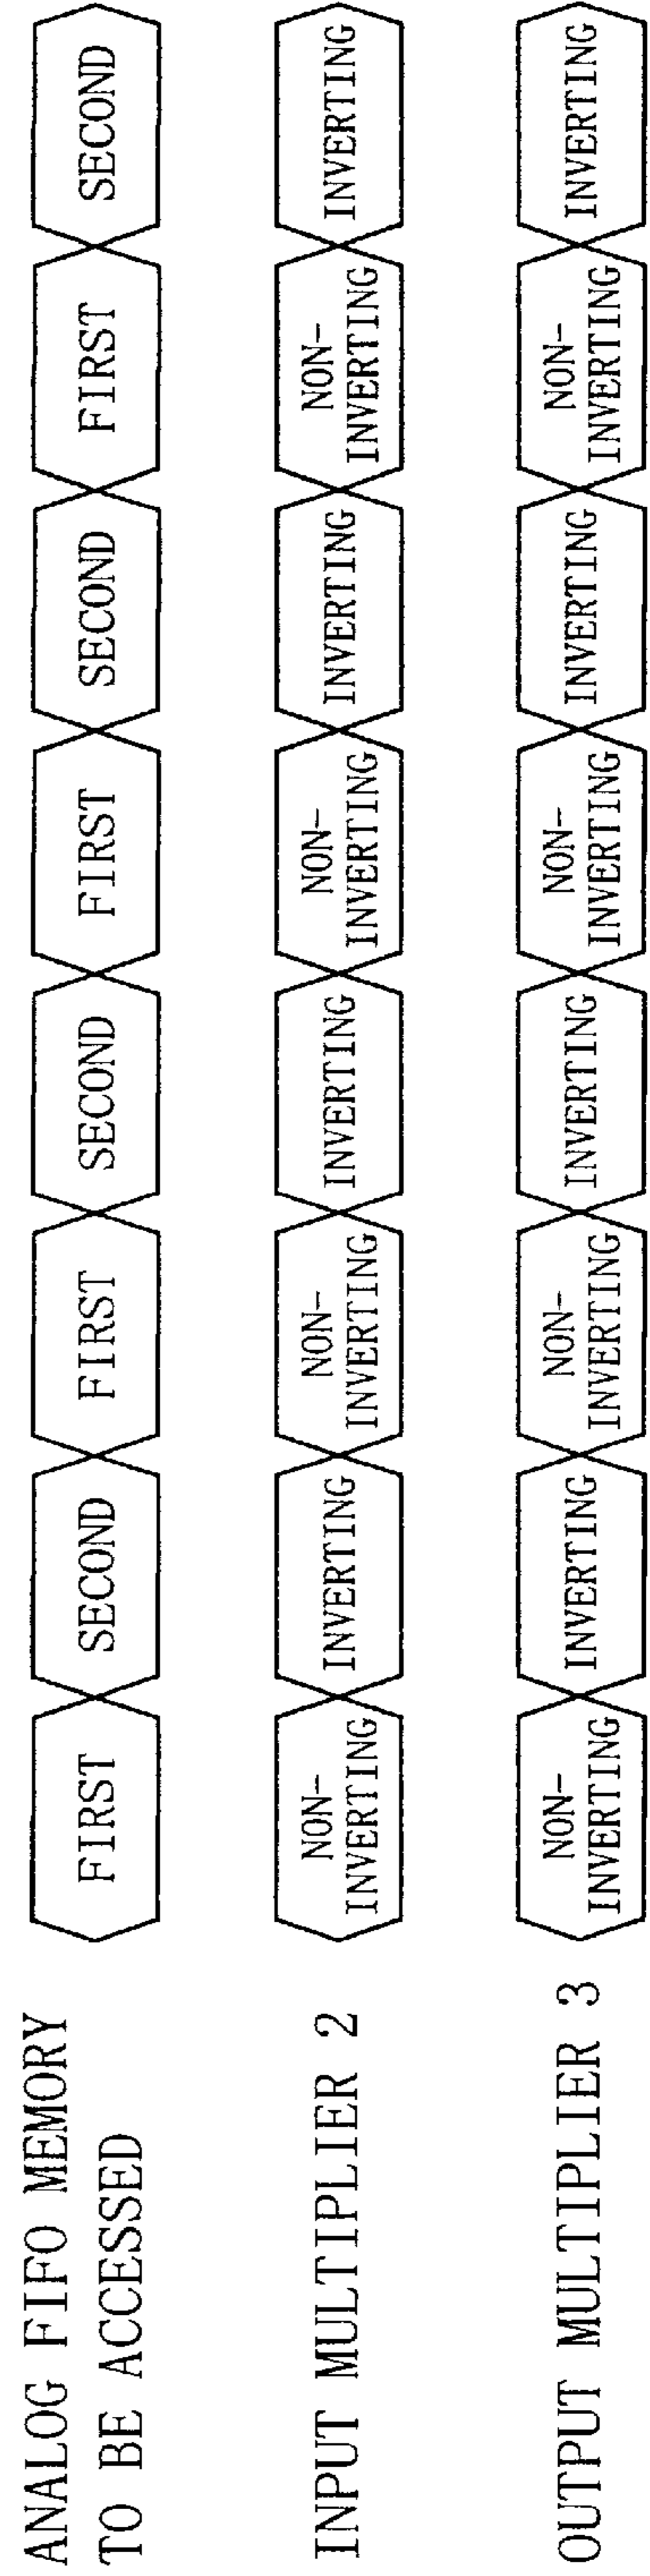 ANALOG FIFO MEMORY
TO BE ACCESSED
FIRST
SECOND
FIRST
SECOND
FIRST
SECOND
FIRST
SECOND
INPUT MULTIPLIER 2
NON-
INVERTING
INVERTING
NON-
INVERTING
INVERTING
NON-
INVERTING
INVERTING
NON-
INVERTING
INVERTING
OUTPUT MULTIPLIER 3
NON-
INVERTING
INVERTING
NON-
INVERTING
INVERTING
NON-
INVERTING
INVERTING
NON-
INVERTING
INVERTING